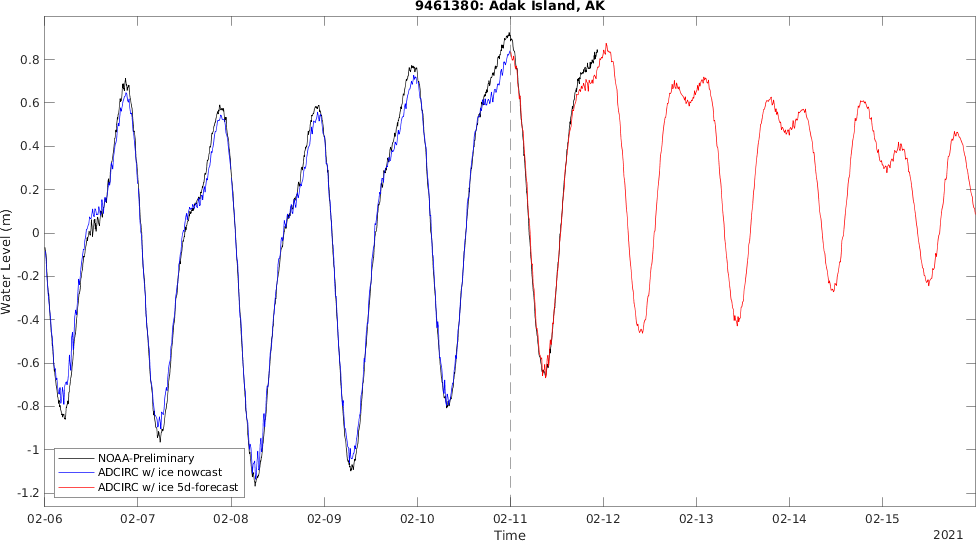 9461380: Adak Island, AK
Water Level (m)
0.8
0.6
0.4
0.2
0
-0.2
-0.4
-0.6
-0.8
-1
-1.2
NOAA-Preliminary
ADCIRC w/ ice nowcast
ADCIRC w/ ice 5d-forecast
02-06 02-07 02-08 02-09 02-10 02-11 02-12 02-13 02-14 02-15
Time
2021